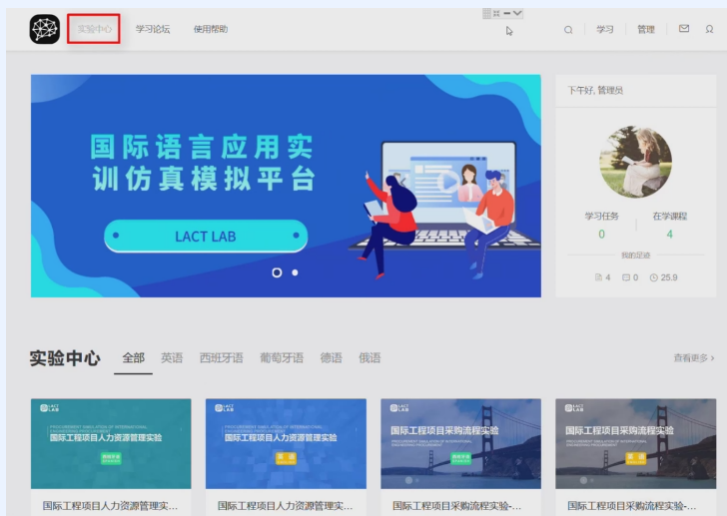 实验中心 学习论坛 使用帮助 学习 管理
下午好, 管理员
国际语言应用实
训仿真模拟平台
LACT LAB
学习任务 在学课程
0 4
我的足迹
4 0 25.9
实验中心 全部 英语 西班牙语 葡萄牙语 德语 俄语 查看更多 >
LACT LAB
国际工程项目人力资源管理实验
LACT LAB
国际工程项目人力资源管理实验
LACT LAB
国际工程项目采购流程实验
LACT LAB
国际工程项目采购流程实验
国际工程项目人力资源管理实... 国际工程项目人力资源管理实... 国际工程项目采购流程实验-... 国际工程项目采购流程实验-...